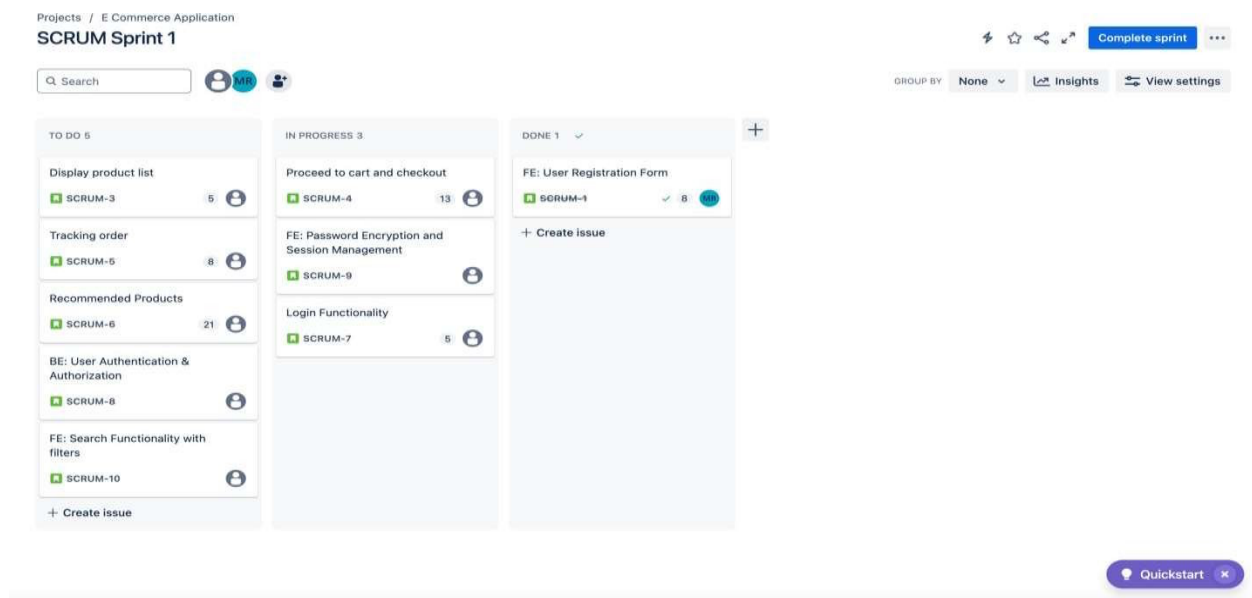 Projects / E Commerce Application
SCRUM Sprint 1
Complete sprint
Search
MR
GROUP BY None
Insights
View settings
TO DO 5
Display product list
SCRUM-3 5
Tracking order
SCRUM-5 8
Recommended Products
SCRUM-6 21
BE: User Authentication &
Authorization
SCRUM-8
FE: Search Functionality with
filters
SCRUM-10
+ Create issue
IN PROGRESS 3
Proceed to cart and checkout
SCRUM-4 13
FE: Password Encryption and
Session Management
SCRUM-9
Login Functionality
SCRUM-7 5
DONE 1
FE: User Registration Form
SCRUM-1 8 MR
+ Create issue
Quickstart